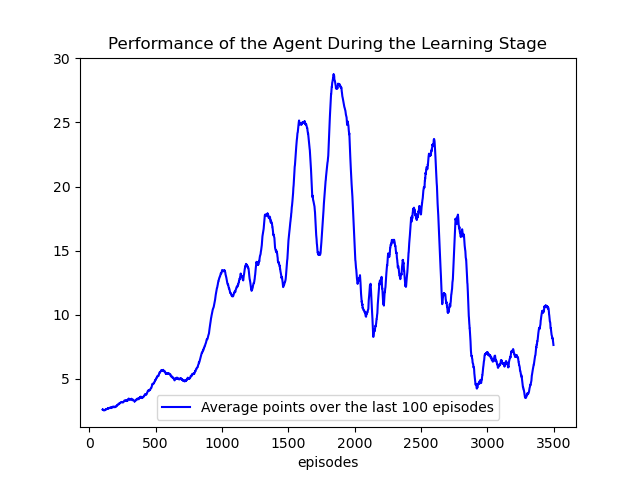 Performance of the Agent During the Learning Stage
30
25
20
15
10
5
Average points over the last 100 episodes
0 500 1000 1500 2000 2500 3000 3500
episodes